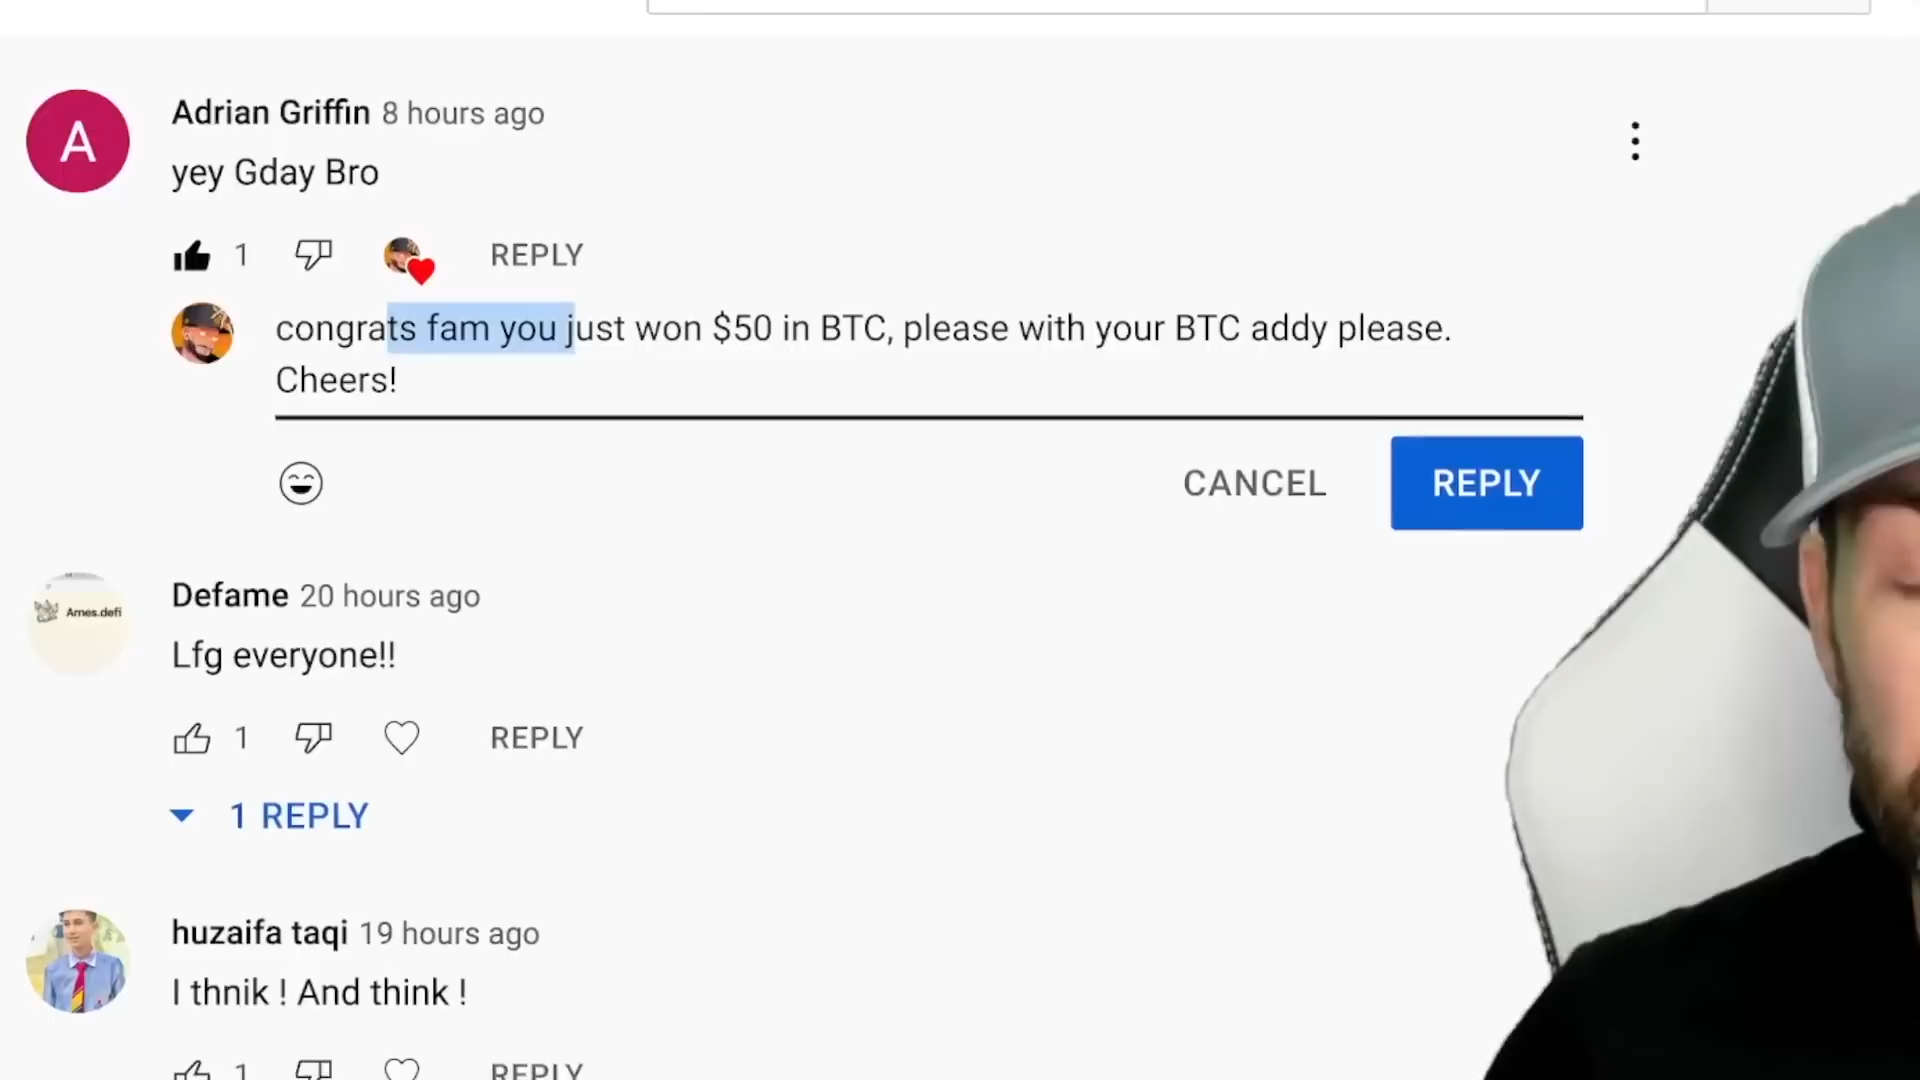 A
Adrian Griffin 8 hours ago
yey Gday Bro
1 REPLY
congrats fam you just won $50 in BTC, please with your BTC addy please.
Cheers!
CANCEL REPLY
Ames.defi
Defame 20 hours ago
Lfg everyone!!
1 REPLY
1 REPLY
huzaifa taqi 19 hours ago
I thnik ! And think !
1 REPLY